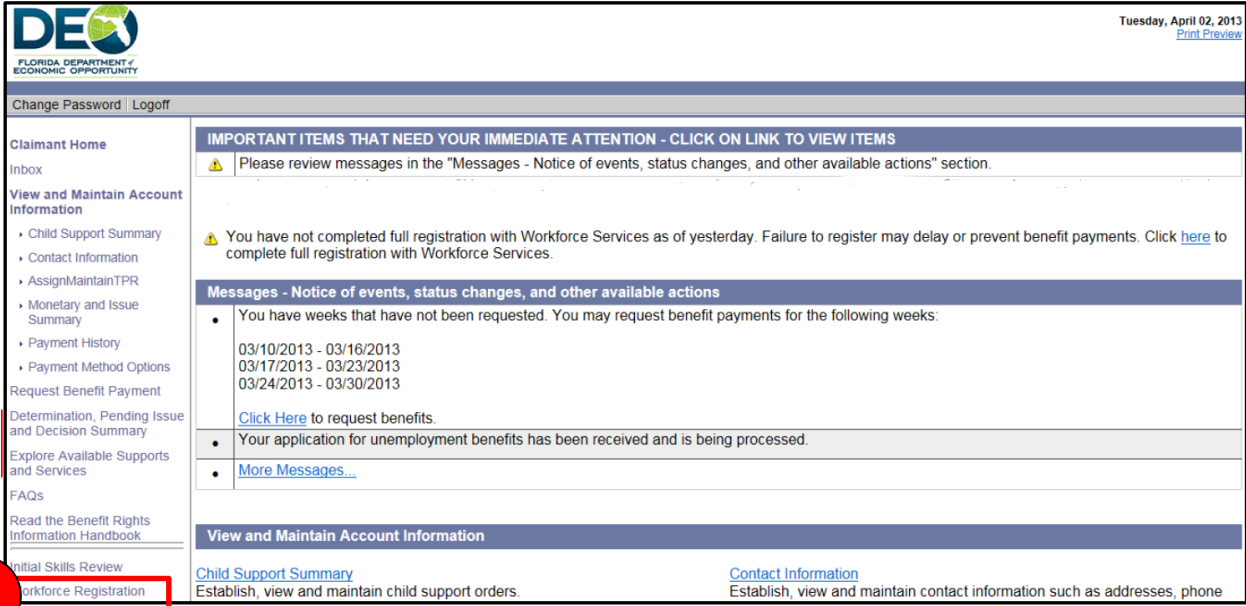 DEO
FLORIDA DEPARTMENT of
ECONOMIC OPPORTUNITY
Tuesday, April 02, 2013
Print Preview
Change Password | Logoff
Claimant Home
Inbox
View and Maintain Account
Information
Child Support Summary
Contact Information
AssignMaintainTPR
Monetary and Issue
Summary
Payment History
Payment Method Options
Request Benefit Payment
Determination, Pending Issue
and Decision Summary
Explore Available Supports
and Services
FAQs
Read the Benefit Rights
Information Handbook
Initial Skills Review
orkforce Registration
IMPORTANT ITEMS THAT NEED YOUR IMMEDIATE ATTENTION - CLICK ON LINK TO VIEW ITEMS
Please review messages in the "Messages - Notice of events, status changes, and other available actions" section.
You have not completed full registration with Workforce Services as of yesterday. Failure to register may delay or prevent benefit payments. Click here to
complete full registration with Workforce Services.
Messages - Notice of events, status changes, and other available actions
You have weeks that have not been requested. You may request benefit payments for the following weeks:
03/10/2013 - 03/16/2013
03/17/2013 - 03/23/2013
03/24/2013 - 03/30/2013
Click Here to request benefits.
Your application for unemployment benefits has been received and is being processed.
More Messages...
View and Maintain Account Information
Child Support Summary
Establish, view and maintain child support orders.
Contact Information
Establish, view and maintain contact information such as addresses, phone